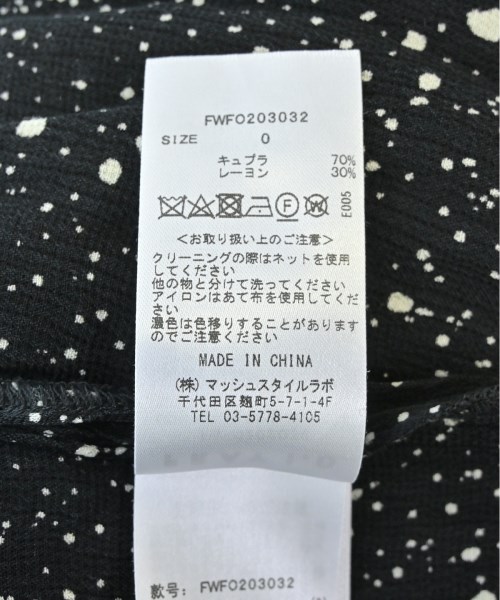 FWFO203032
SIZE 0
キュプラ 70%
レーヨン 30%
E005
<お取り扱い上のご注意>
クリーニングの際はネットを使用
してください
他の物と分けて洗ってください
アイロンはあて布を使用してください
濃色は色移りすることがあります
のでご注意ください
MADE IN CHINA
(株) マッシュスタイルラボ
千代田区麹町5-7-1-4F
TEL 03-5778-4105
款号: FWFO203032